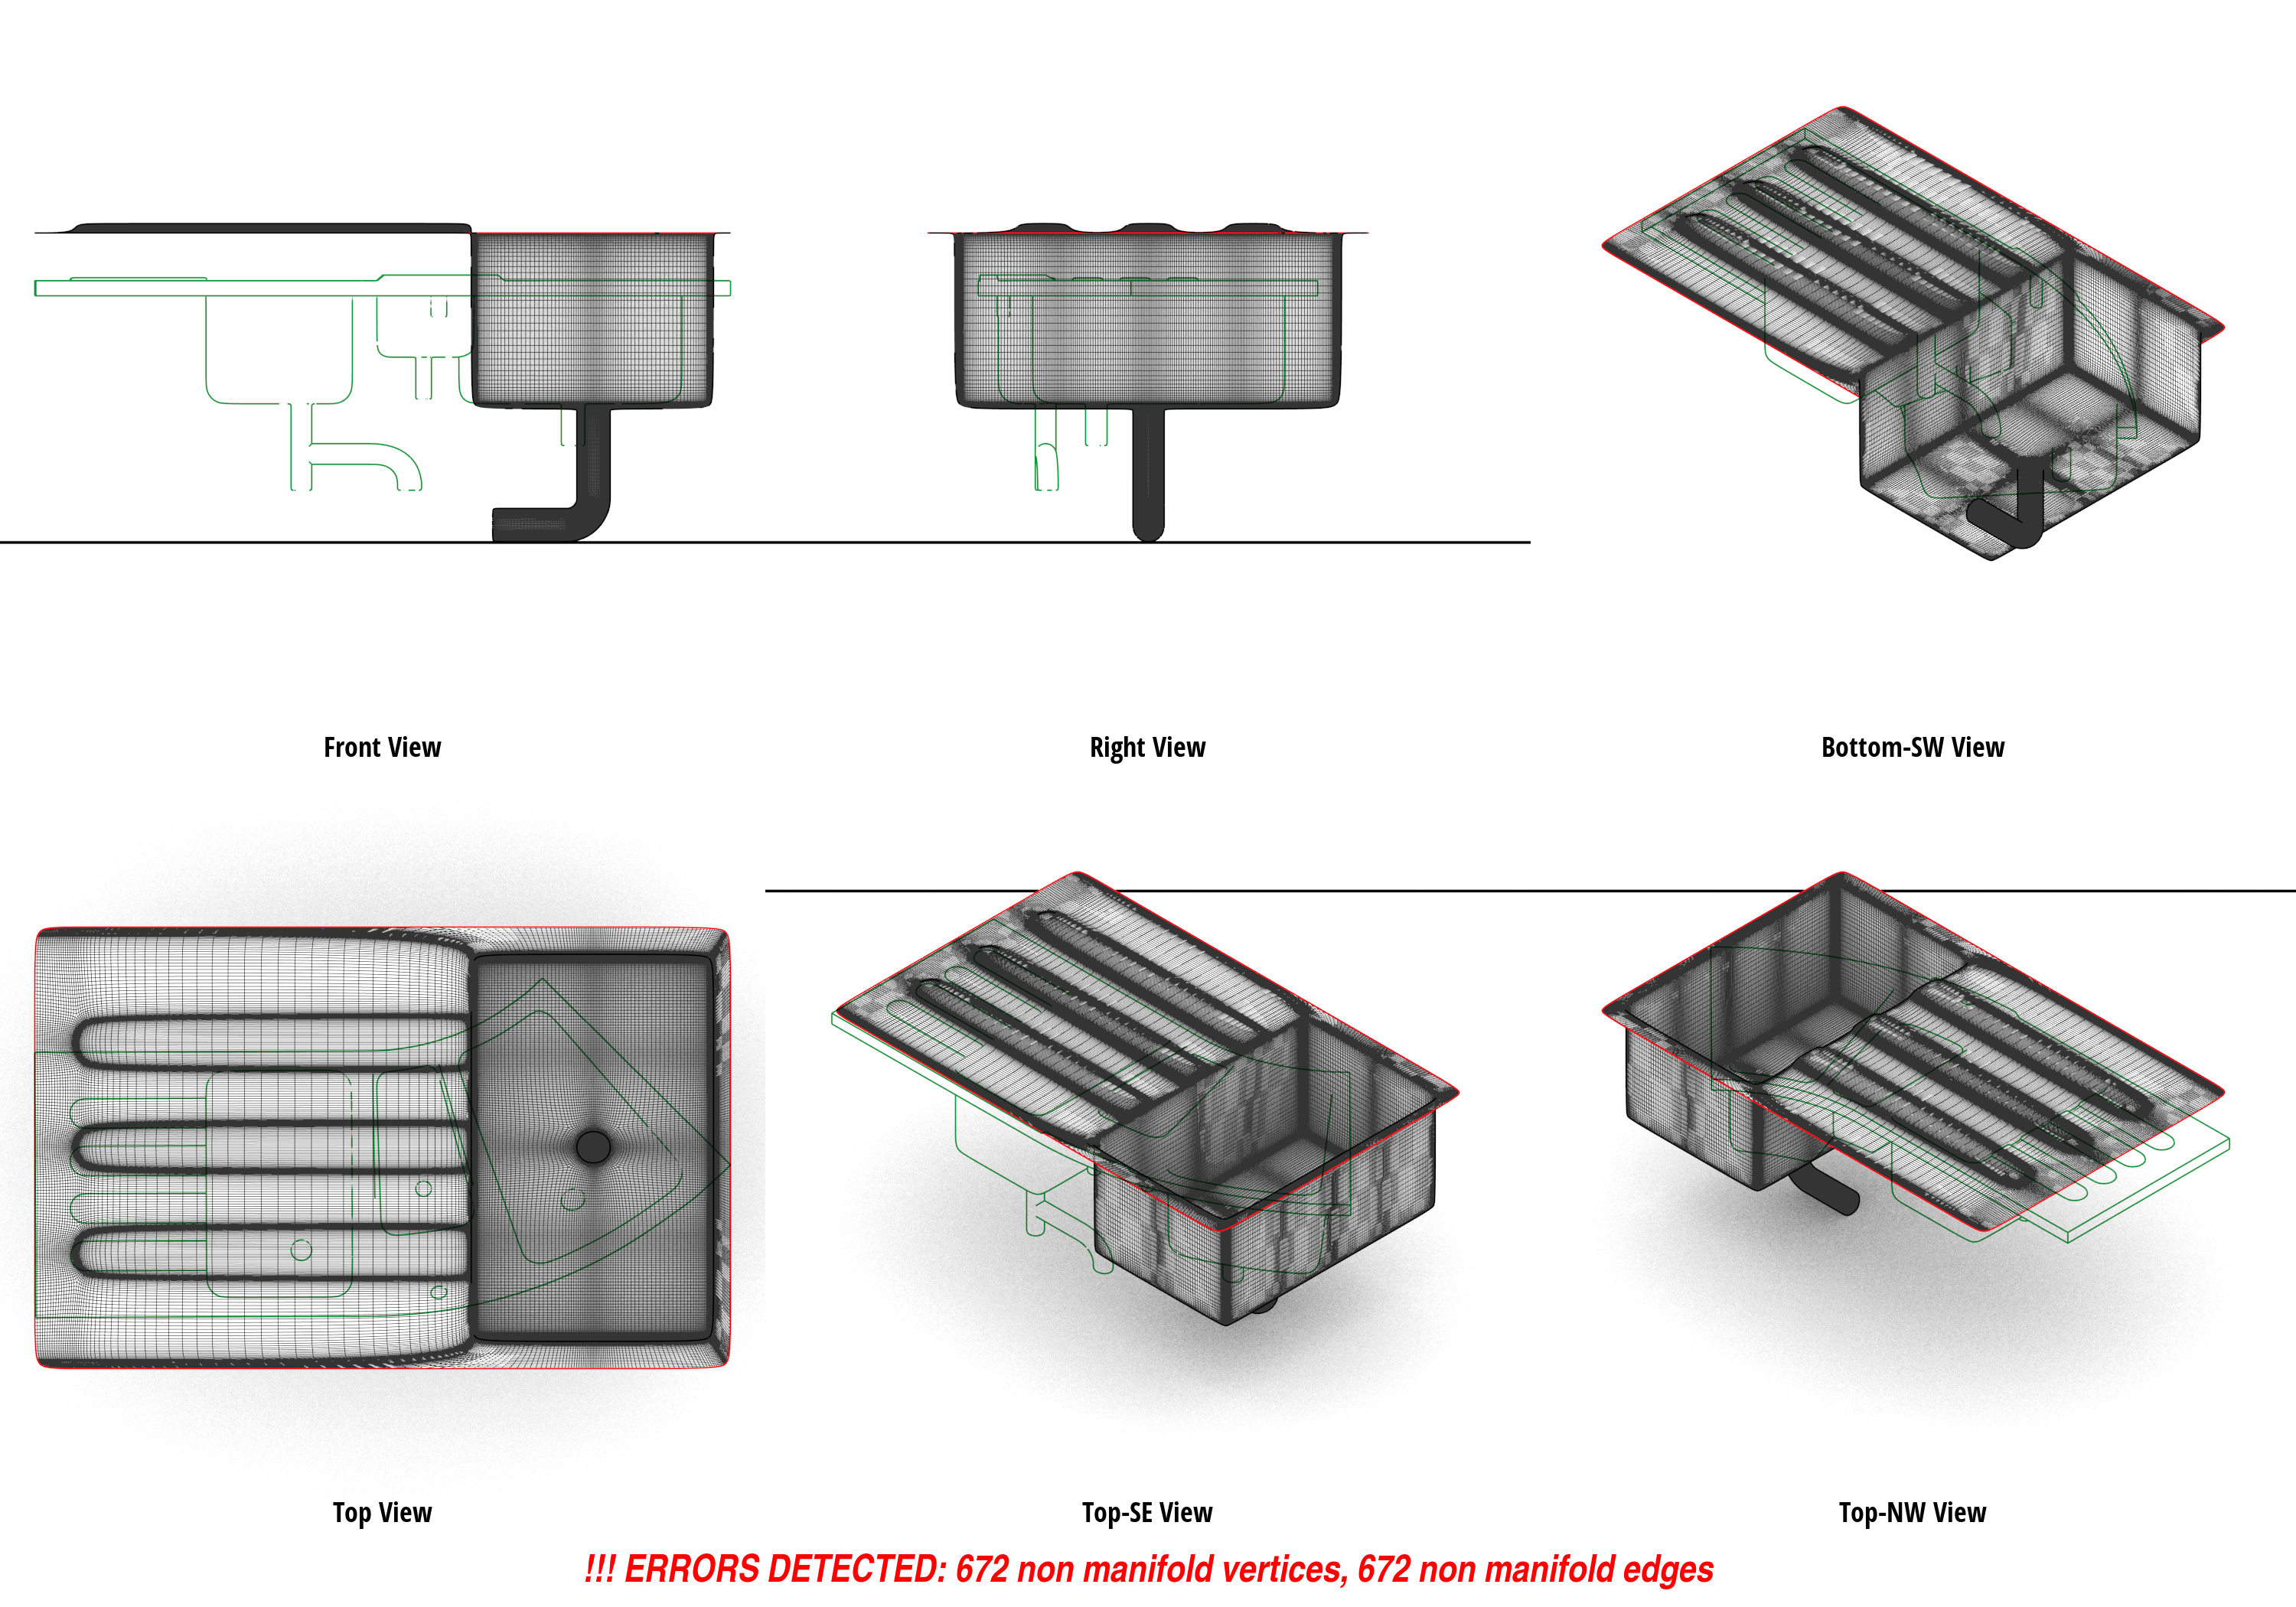 Front View
Right View
Bottom-SW View
Top View
Top-SE View
Top-NW View
!!! ERRORS DETECTED: 672 non manifold vertices, 672 non manifold edges